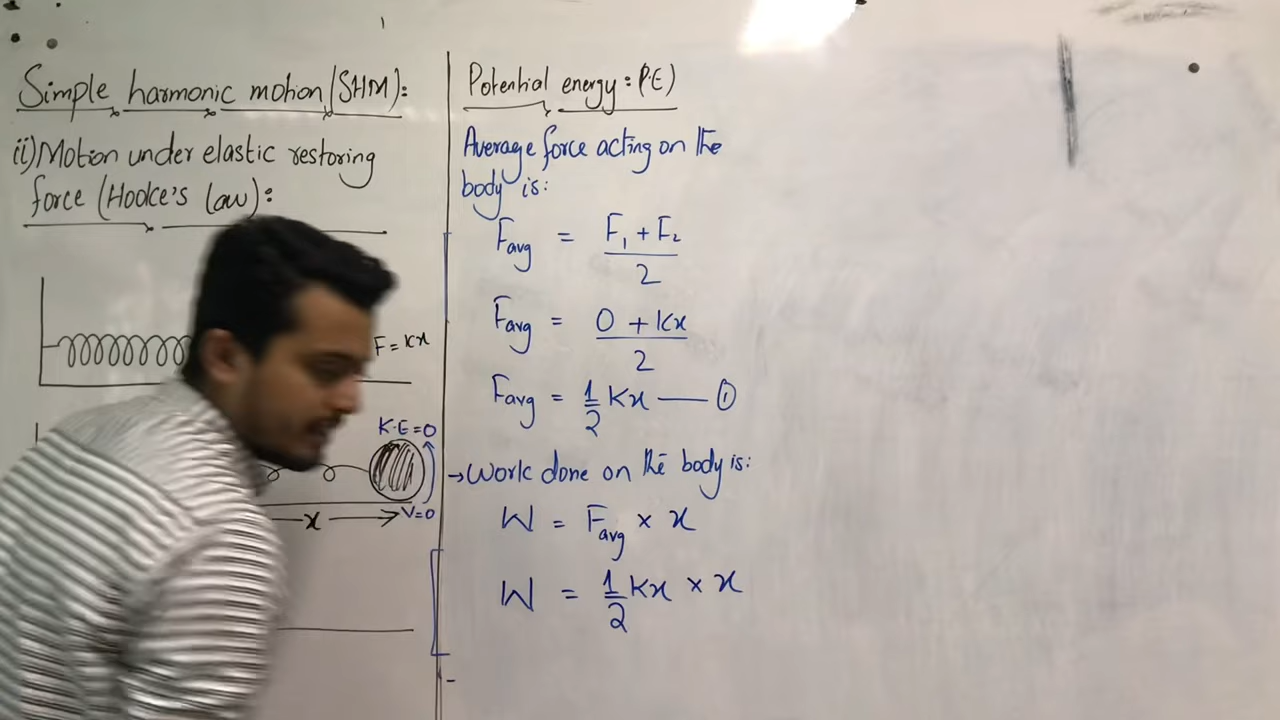 Simple harmonic motion (SHM):
ii) Motion under elastic restoring
force (Hooke's law):
F = Kx
K.E = 0
x
V=0
Potential energy: P.E)
Average force acting on the
body is:
Favg = F₁ + F₂ / 2
Favg = 0 + Kx / 2
Favg = 1/2 Kx — ①
→ Work done on the body is:
W = Favg × x
W = 1/2 Kx × x